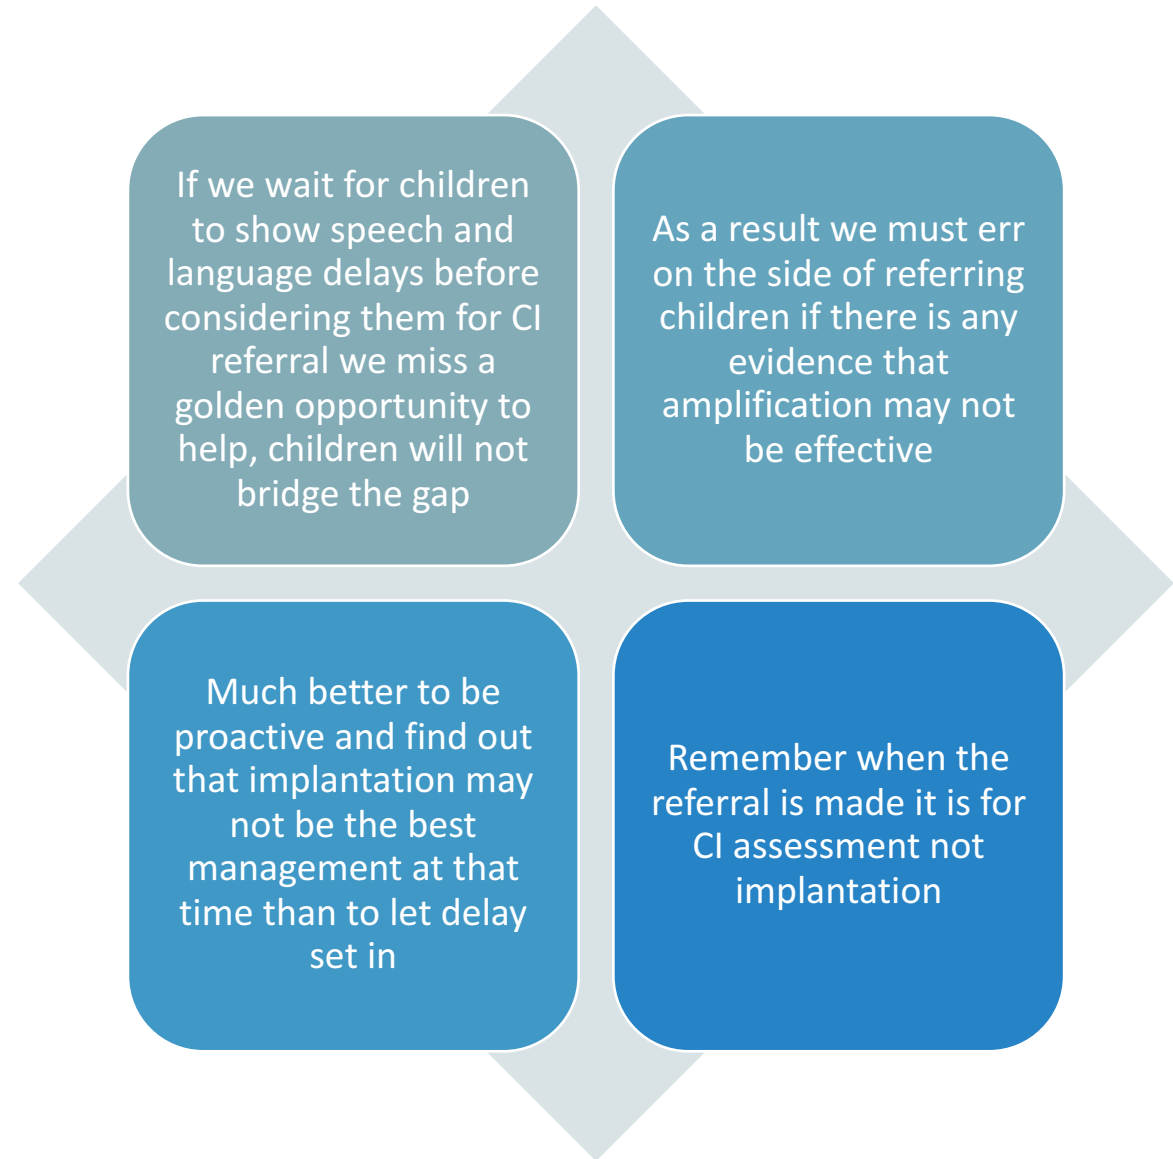 If we wait for children
to show speech and
language delays before
considering them for CI
referral we miss a
golden opportunity to
help, children will not
bridge the gap
As a result we must err
on the side of referring
children if there is any
evidence that
amplification may not
be effective
Much better to be
proactive and find out
that implantation may
not be the best
management at that
time than to let delay
set in
Remember when the
referral is made it is for
CI assessment not
implantation